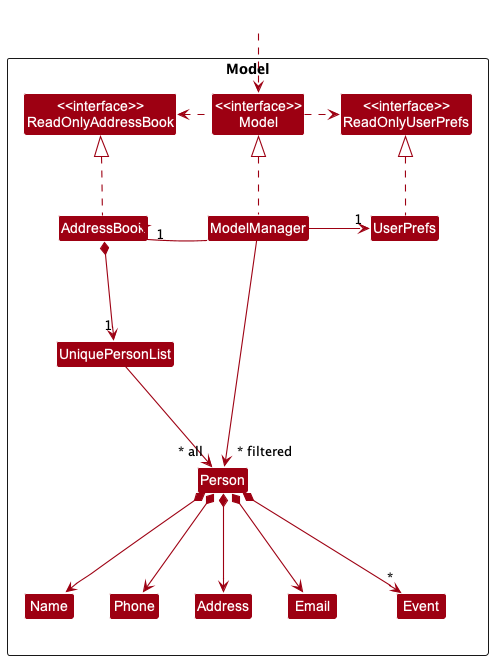 Model
<<interface>>
ReadOnlyAddressBook
<<interface>>
Model
<<interface>>
ReadOnlyUserPrefs
AddressBook
1
ModelManager
1
UserPrefs
1
UniquePersonList
* all
* filtered
Person
*
Name
Phone
Address
Email
Event